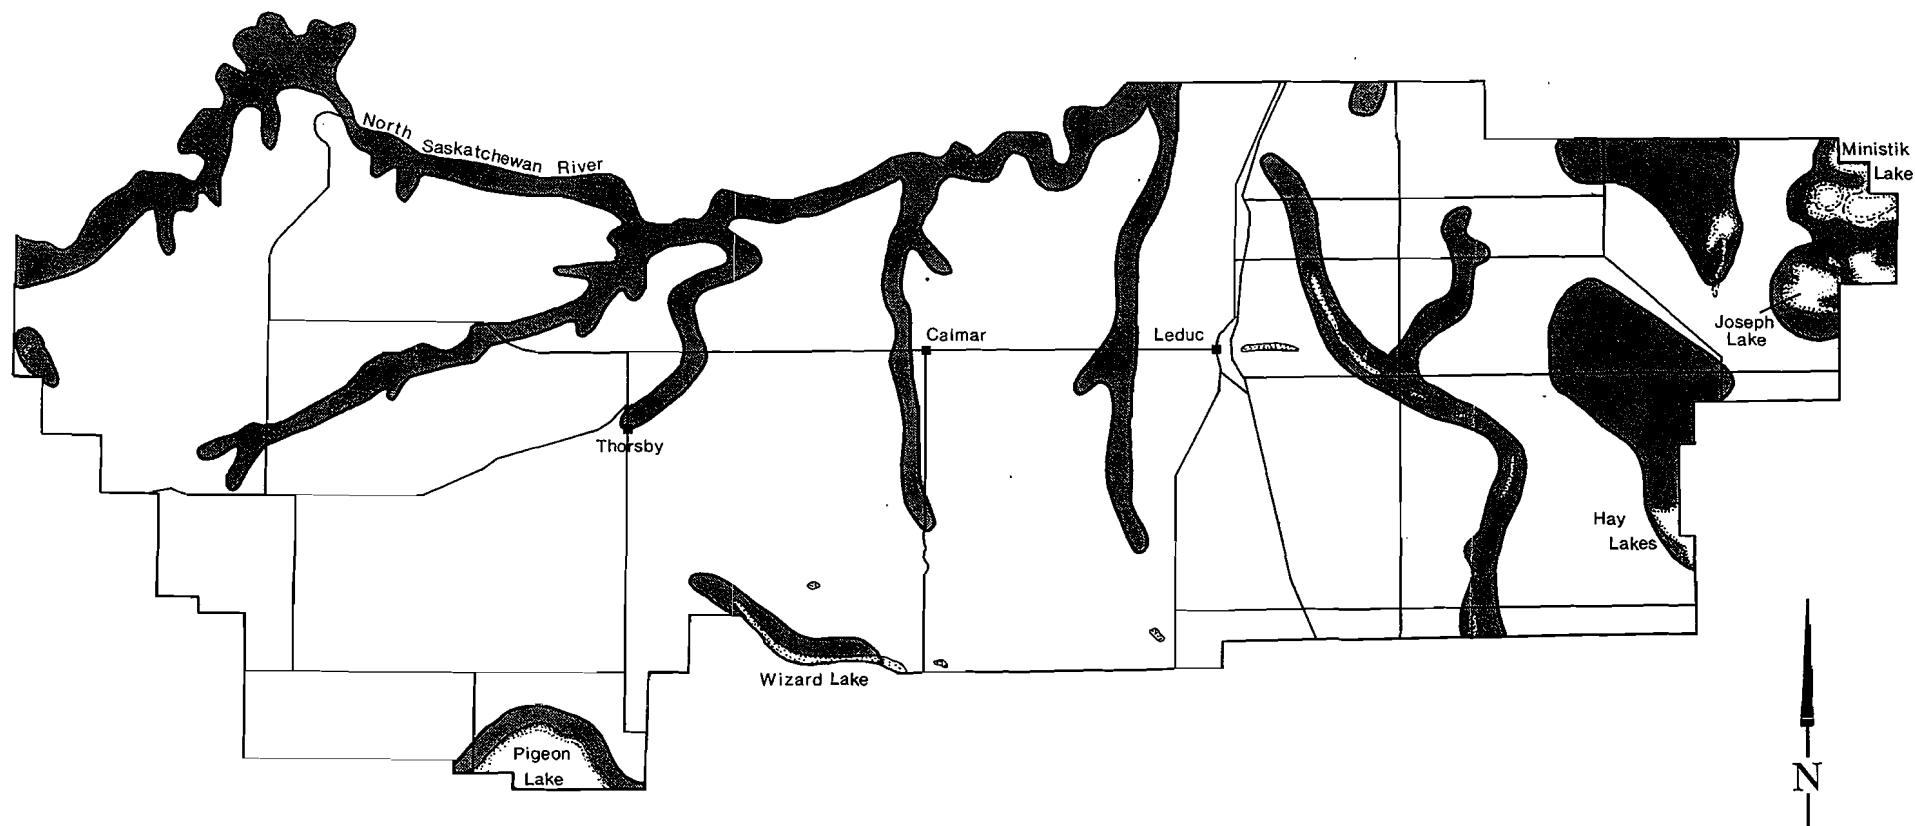 North Saskatchewan River
Ministik
Lake
Joseph
Lake
Calmar
Leduc
Thorsby
Hay
Lakes
Wizard Lake
Pigeon
Lake
N